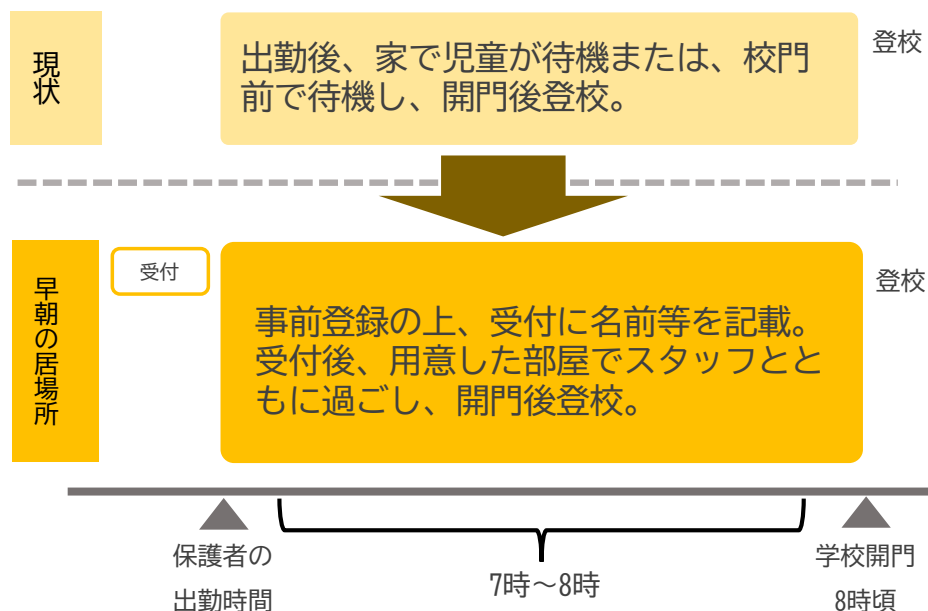 現状
出勤後、家で児童が待機または、校門
前で待機し、開門後登校。
登校
早朝の居場所
受付
事前登録の上、受付に名前等を記載。
受付後、用意した部屋でスタッフとと
もに過ごし、開門後登校。
登校
保護者の
出勤時間
7時～8時
学校開門
8時頃